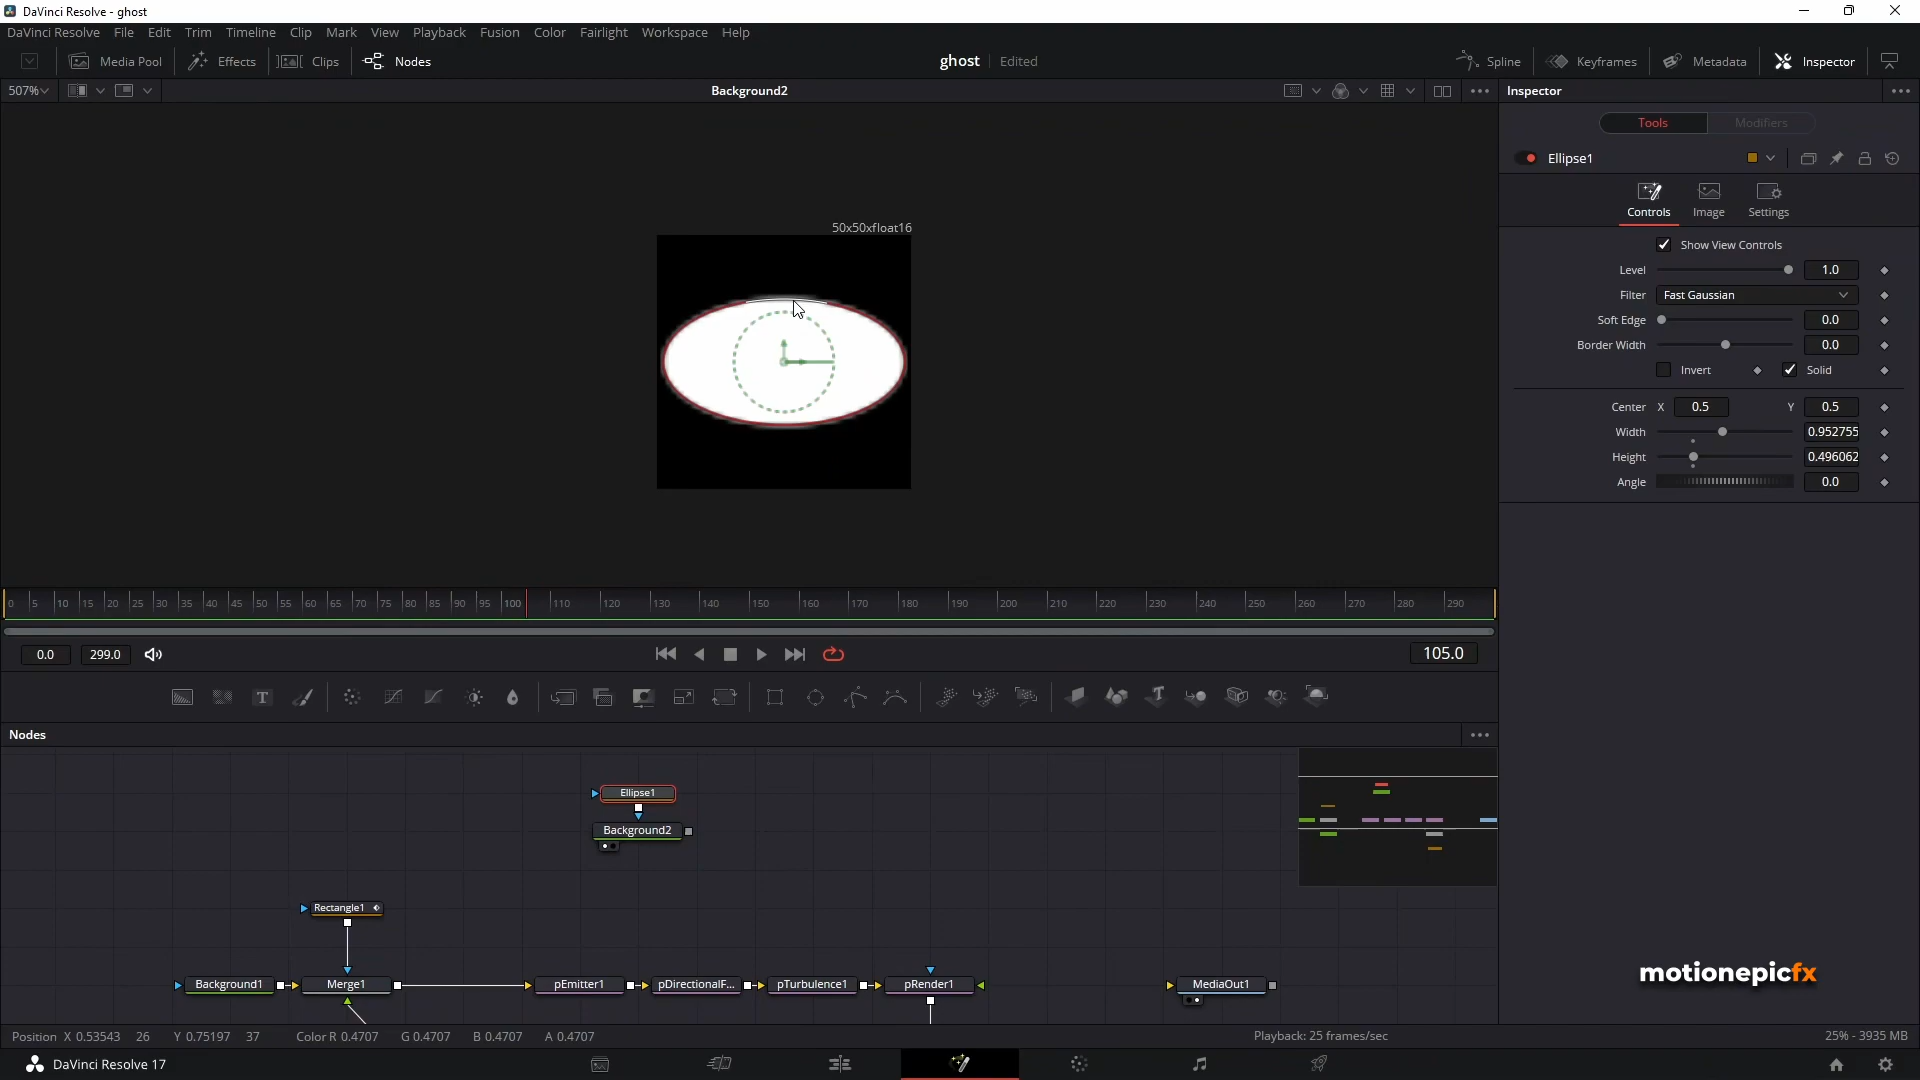 DaVinci Resolve - ghost
DaVinci Resolve File Edit Trim Timeline Clip Mark View Playback Fusion Color Fairlight Workspace Help
Media Pool Effects Clips Nodes ghost Edited Spline Keyframes Metadata Inspector
507% Background2 Inspector
Tools Modifiers
Ellipse1
Controls Image Settings
50x50xfloat16
Show View Controls
Level 1.0
Filter Fast Gaussian
Soft Edge 0.0
Border Width 0.0
Invert Solid
Center X 0.5 Y 0.5
Width 0.952755
Height 0.496062
Angle 0.0
0 5 10 15 20 25 30 35 40 45 50 55 60 65 70 75 80 85 90 95 100 110 120 130 140 150 160 170 180 190 200 210 220 230 240 250 260 270 280 290
0.0 299.0 105.0
Nodes
Ellipse1
Background2
Rectangle1
Background1 Merge1 pEmitter1 pDirectionalF... pTurbulence1 pRender1 MediaOut1
motionepicfx
Position X 0.53543 26 Y 0.75197 37 Color R 0.4707 G 0.4707 B 0.4707 A 0.4707 Playback: 25 frames/sec 25% - 3935 MB
DaVinci Resolve 17